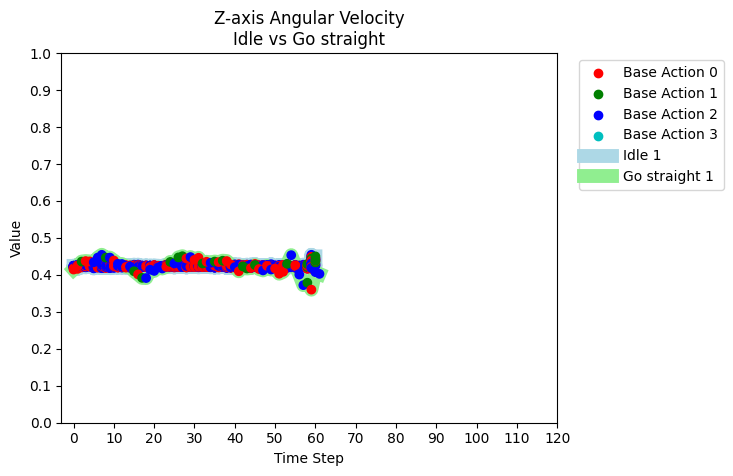 Z-axis Angular Velocity
Idle vs Go straight
1.0
0.9
0.8
0.7
0.6
0.5
0.4
0.3
0.2
0.1
0.0
Value
0 10 20 30 40 50 60 70 80 90 100 110 120
Time Step
Base Action 0
Base Action 1
Base Action 2
Base Action 3
Idle 1
Go straight 1